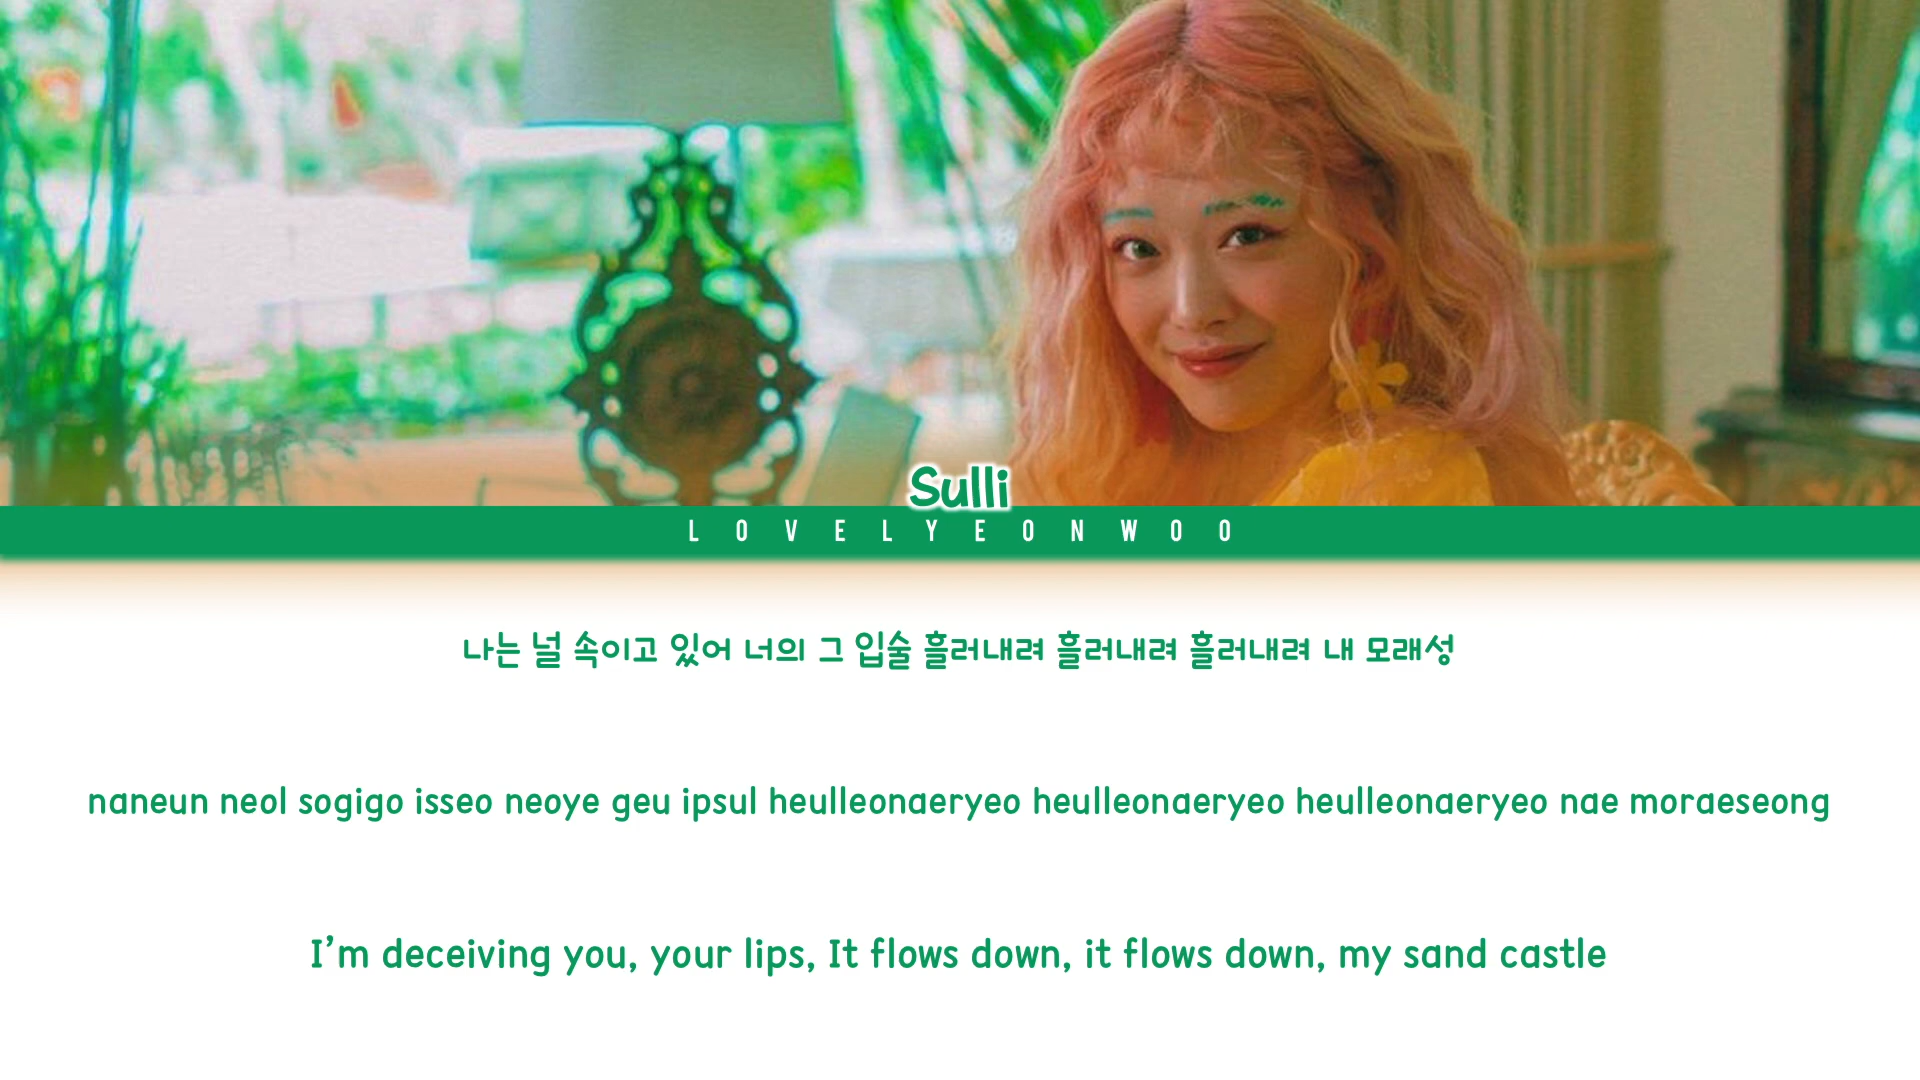 Sulli
LOVELYEONWOO
나는 널 속이고 있어 너의 그 입술 흘러내려 흘러내려 흘러내려 내 모래성
naneun neol sogigo isseo neoye geu ipsul heulleonaeryeo heulleonaeryeo heulleonaeryeo nae moraeseong
I’m deceiving you, your lips, It flows down, it flows down, my sand castle